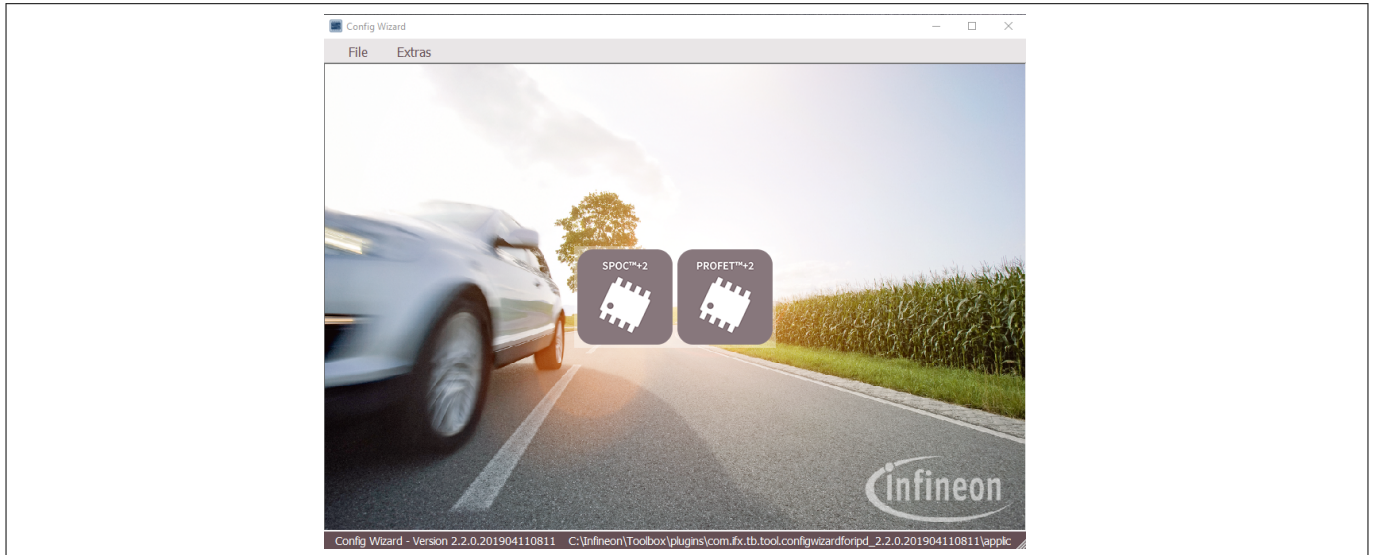 Config Wizard
File Extras
SPOC™+2 PROFET™+2
infineon
Config Wizard - Version 2.2.0.201904110811 C:\Infineon\Toolbox\plugins\com.ifx.tb.tool.configwizardforipd_2.2.0.201904110811\applic